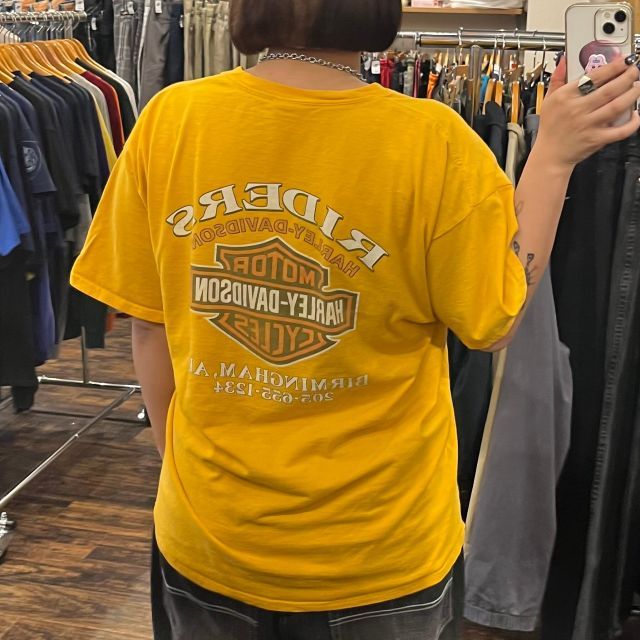 RIDERS
HARLEY-DAVIDSON
MOTOR
HARLEY-DAVIDSON
CYCLES
BIRMINGHAM, AL
205-655-1234